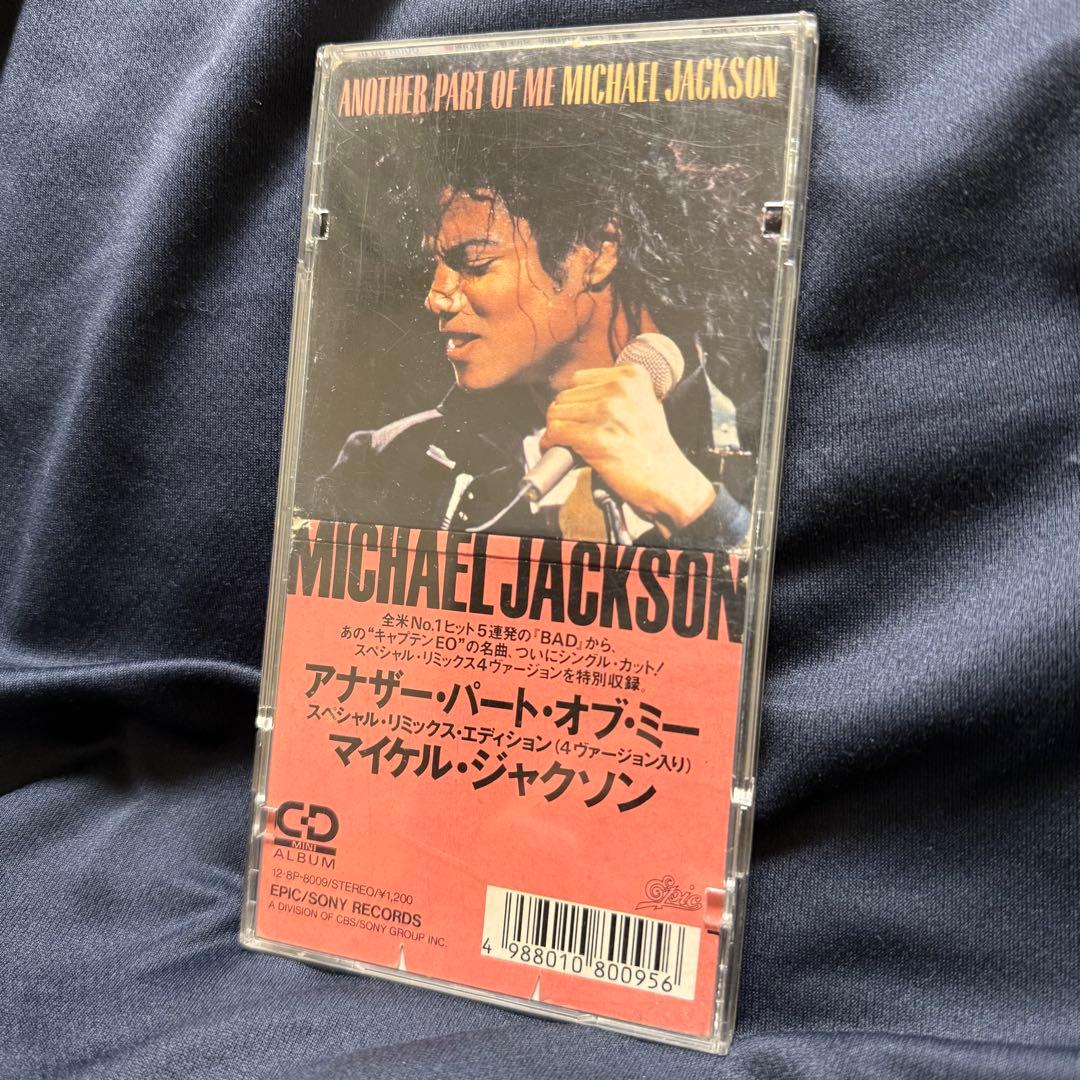 ANOTHER PART OF ME MICHAEL JACKSON
MICHAEL JACKSON
全米No.1ヒット5連発の『BAD』から、
あの“キャプテンEO”の名曲、ついにシングル・カット!
スペシャル・リミックス4ヴァージョンを特別収録。
アナザー・パート・オブ・ミー
スペシャル・リミックス・エディション(4ヴァージョン入り)
マイケル・ジャクソン
CD
MINI
ALBUM
12・8P-8009/STEREO/¥1,200
EPIC/SONY RECORDS
A DIVISION OF CBS/SONY GROUP INC.
Epic
4 988010 800956